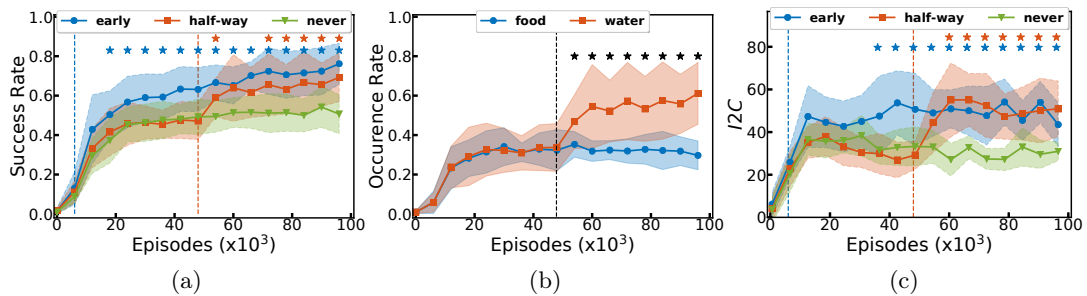 early half-way never
Success Rate
1.0
0.8
0.6
0.4
0.2
0.0
0 20 40 60 80 100
Episodes (x10³)
(a)
food water
Occurrence Rate
1.0
0.8
0.6
0.4
0.2
0.0
0 20 40 60 80 100
Episodes (x10³)
(b)
early half-way never
I2C
80
60
40
20
0
0 20 40 60 80 100
Episodes (x10³)
(c)